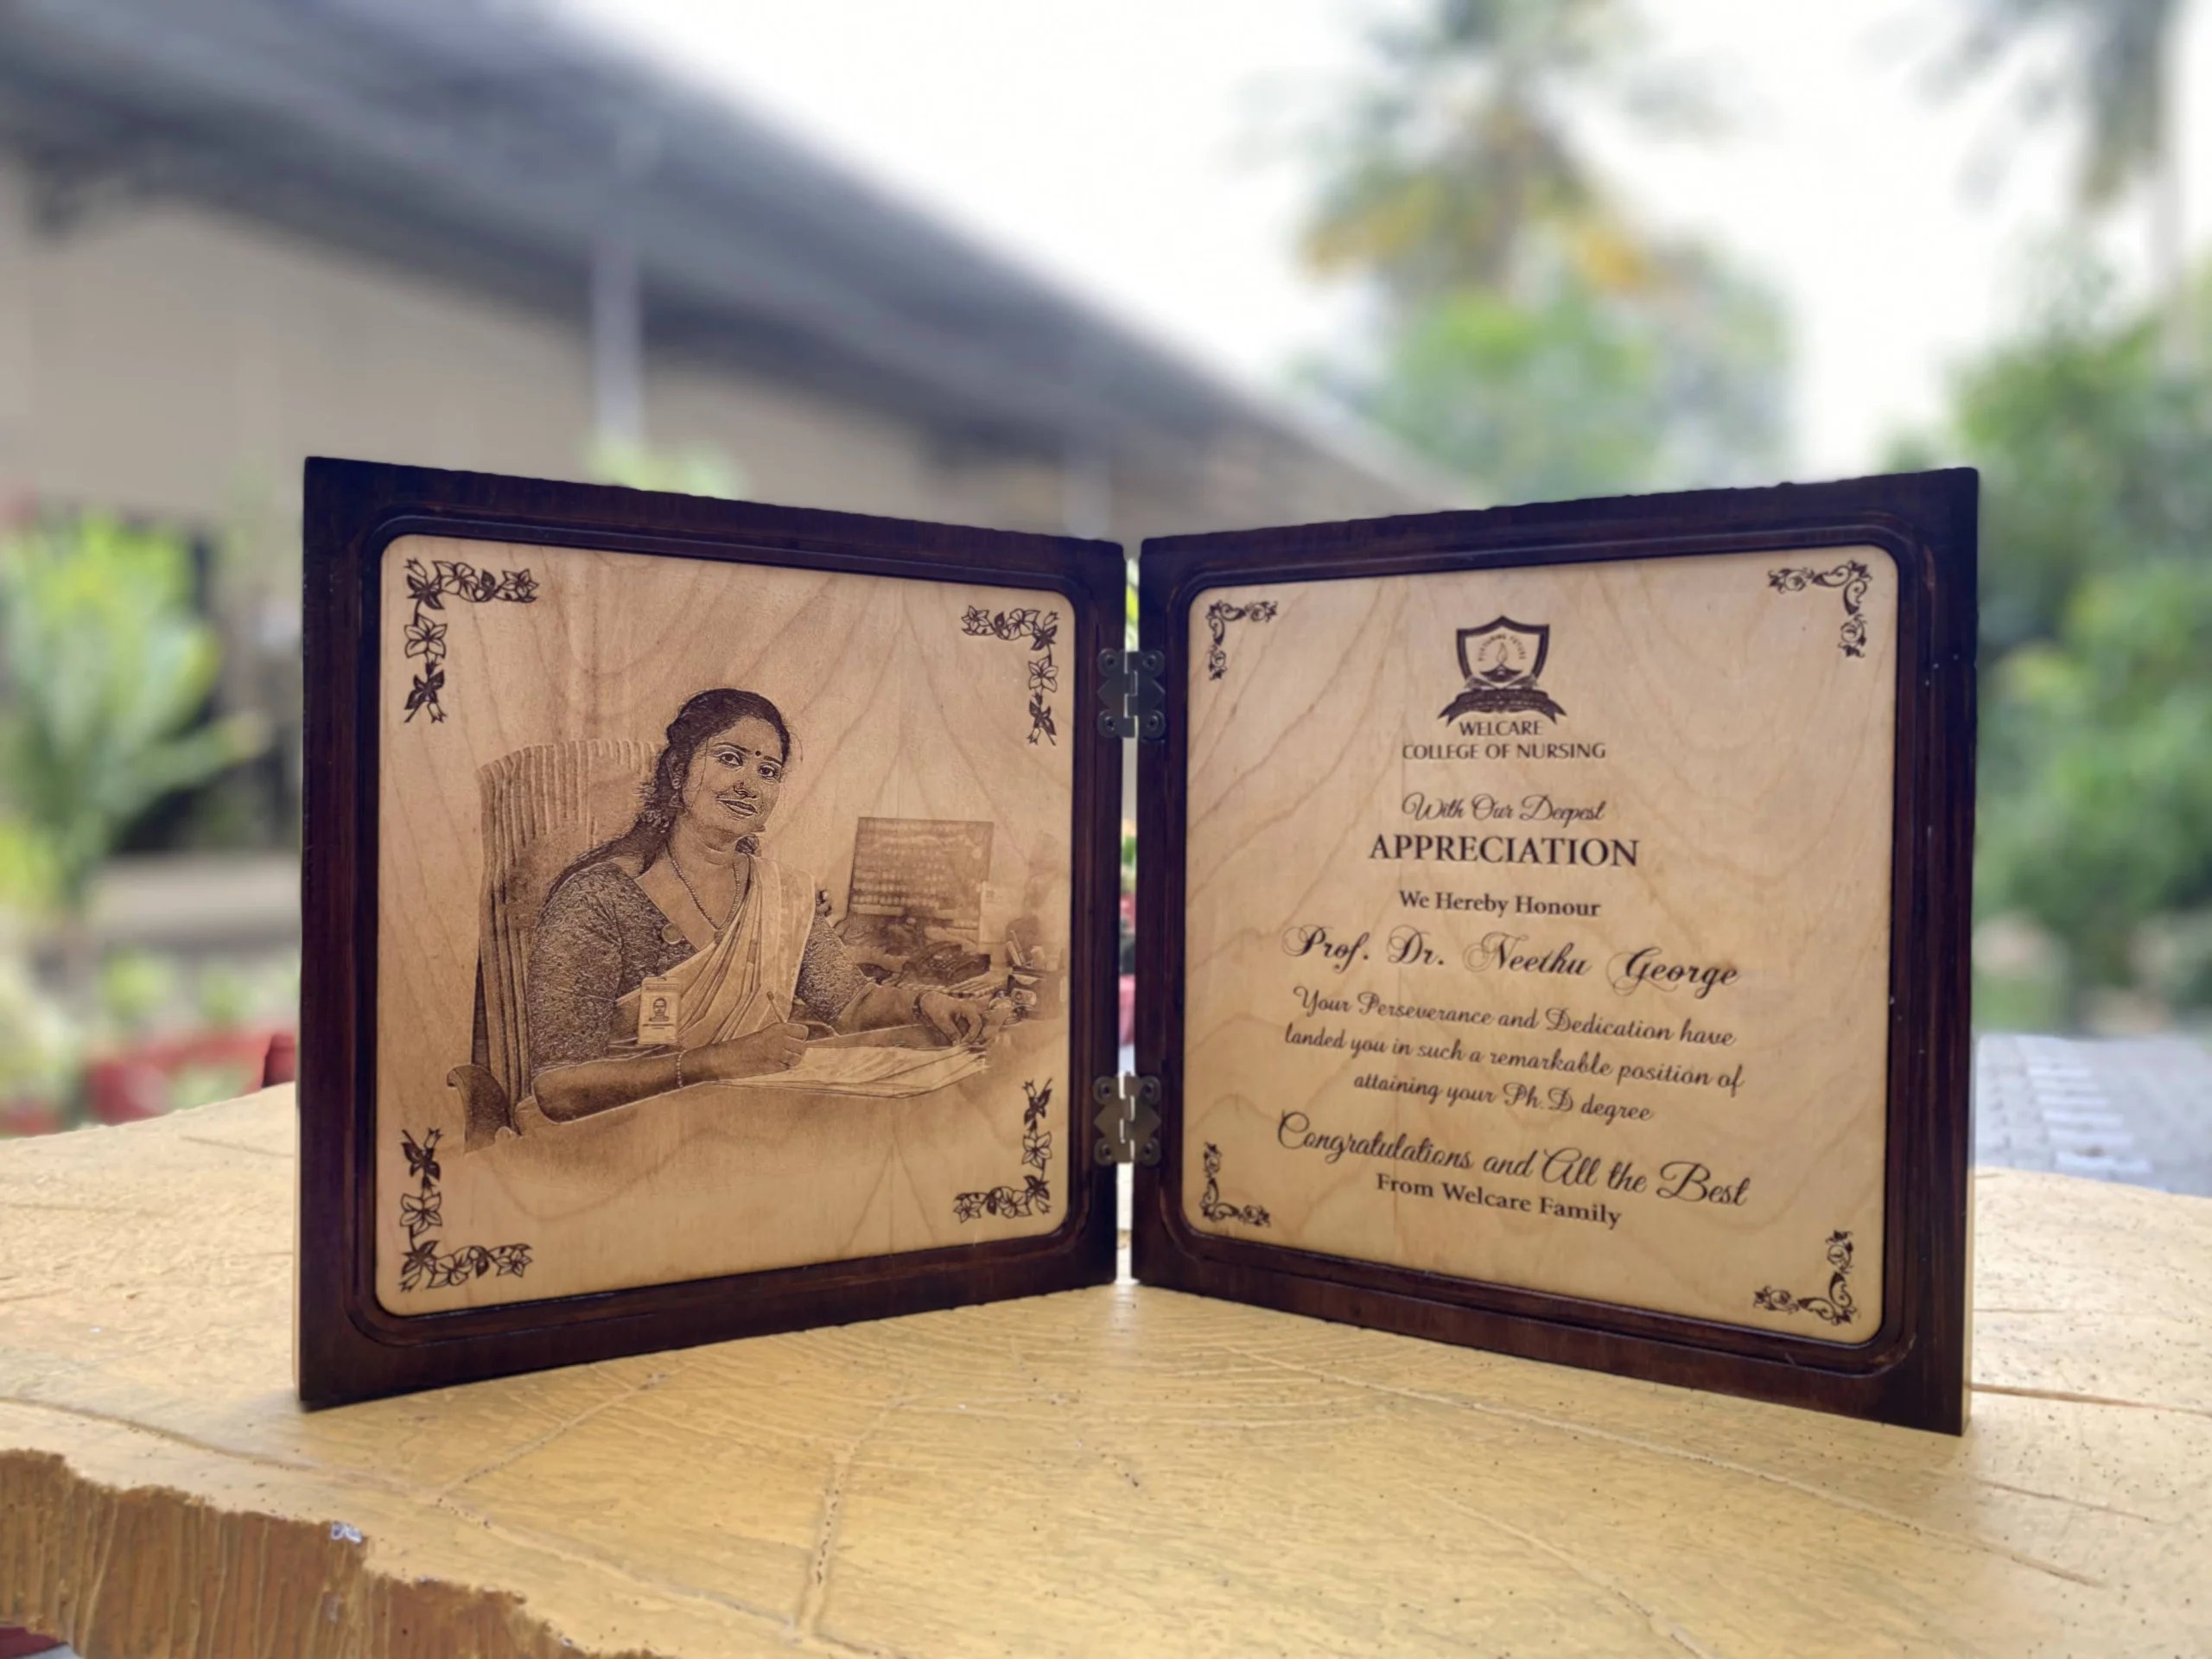 WELCARE
COLLEGE OF NURSING
With Our Deepest
APPRECIATION
We Hereby Honour
Prof. Dr. Neethu George
Your Perseverance and Dedication have
landed you in such a remarkable position of
attaining your Ph.D degree
Congratulations and All the Best
From Welcare Family